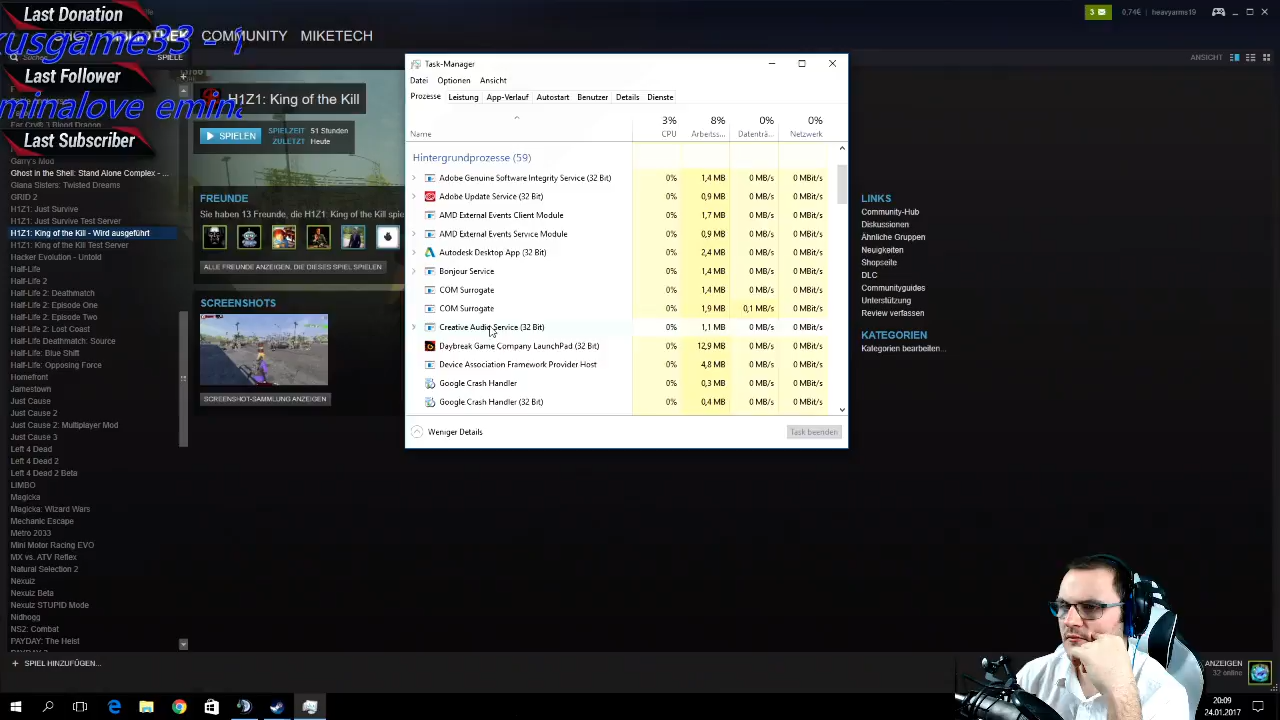 Last Donation
kusgame33 - 1
Last Follower
minalove emina
Last Subscriber
BIBLIOTHEK
COMMUNITY
MIKETECH
3
0,74€
heavyarms19
Suchen
SPIELE
ANSICHT
Garry's Mod
Ghost in the Shell: Stand Alone Complex - ...
Giana Sisters: Twisted Dreams
GRID 2
H1Z1: Just Survive
H1Z1: Just Survive Test Server
H1Z1: King of the Kill - Wird ausgeführt
H1Z1: King of the Kill Test Server
Hacker Evolution - Untold
Half-Life
Half-Life 2
Half-Life 2: Deathmatch
Half-Life 2: Episode One
Half-Life 2: Episode Two
Half-Life 2: Lost Coast
Half-Life Deathmatch: Source
Half-Life: Blue Shift
Half-Life: Opposing Force
Homefront
Jamestown
Just Cause
Just Cause 2
Just Cause 2: Multiplayer Mod
Just Cause 3
Left 4 Dead
Left 4 Dead 2
Left 4 Dead 2 Beta
LIMBO
Magicka
Magicka: Wizard Wars
Mechanic Escape
Metro 2033
Mini Motor Racing EVO
MX vs. ATV Reflex
Natural Selection 2
Nexuiz
Nexuiz Beta
Nexuiz STUPID Mode
Nidhogg
NS2: Combat
PAYDAY: The Heist
+ SPIEL HINZUFÜGEN...
H1Z1: King of the Kill
SPIELEN
SPIELZEIT 51 Stunden
ZULETZT Heute
FREUNDE
Sie haben 13 Freunde, die H1Z1: King of the Kill spie
ALLE FREUNDE ANZEIGEN, DIE DIESES SPIEL SPIELEN
SCREENSHOTS
SCREENSHOT-SAMMLUNG ANZEIGEN
Task-Manager
Datei Optionen Ansicht
Prozesse Leistung App-Verlauf Autostart Benutzer Details Dienste
3% 8% 0% 0%
Name CPU Arbeitss... Datenträ... Netzwerk
Hintergrundprozesse (59)
Adobe Genuine Software Integrity Service (32 Bit) 0% 1,4 MB 0 MB/s 0 MBit/s
Adobe Update Service (32 Bit) 0% 0,9 MB 0 MB/s 0 MBit/s
AMD External Events Client Module 0% 1,7 MB 0 MB/s 0 MBit/s
AMD External Events Service Module 0% 0,9 MB 0 MB/s 0 MBit/s
Autodesk Desktop App (32 Bit) 0% 2,4 MB 0 MB/s 0 MBit/s
Bonjour Service 0% 1,4 MB 0 MB/s 0 MBit/s
COM Surrogate 0% 1,4 MB 0 MB/s 0 MBit/s
COM Surrogate 0% 1,9 MB 0,1 MB/s 0 MBit/s
Creative Audio Service (32 Bit) 0% 1,1 MB 0 MB/s 0 MBit/s
Daybreak Game Company LaunchPad (32 Bit) 0% 12,9 MB 0 MB/s 0 MBit/s
Device Association Framework Provider Host 0% 4,8 MB 0 MB/s 0 MBit/s
Google Crash Handler 0% 0,3 MB 0 MB/s 0 MBit/s
Google Crash Handler (32 Bit) 0% 0,4 MB 0 MB/s 0 MBit/s
Weniger Details
Task beenden
LINKS
Community-Hub
Diskussionen
Ähnliche Gruppen
Neuigkeiten
Shopseite
DLC
Communityguides
Unterstützung
Review verfassen
KATEGORIEN
Kategorien bearbeiten...
ANZEIGEN
32 online
20:09
24.01.2017